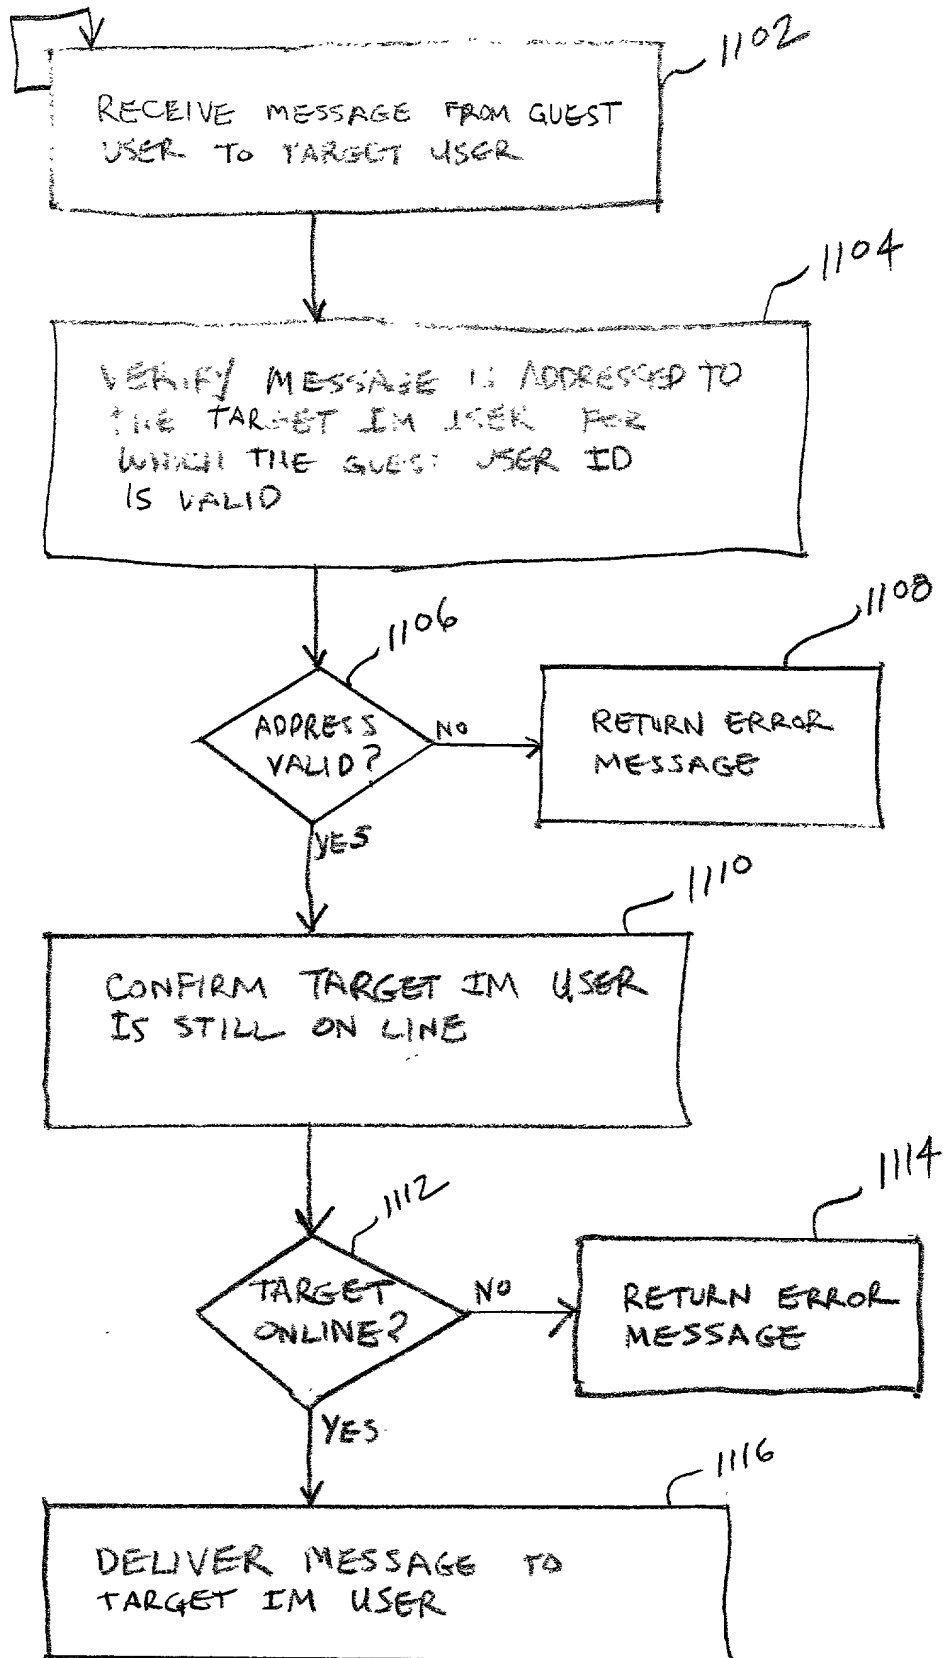 1102
RECEIVE MESSAGE FROM GUEST
USER TO TARGET USER
1104
VERIFY MESSAGE IS ADDRESSED TO
THE TARGET IM USER FOR
WHICH THE GUEST USER ID
IS VALID
1106
ADDRESS
VALID?
NO
1108
RETURN ERROR
MESSAGE
YES
1110
CONFIRM TARGET IM USER
IS STILL ON LINE
1112
TARGET
ONLINE?
NO
1114
RETURN ERROR
MESSAGE
YES
1116
DELIVER MESSAGE TO
TARGET IM USER